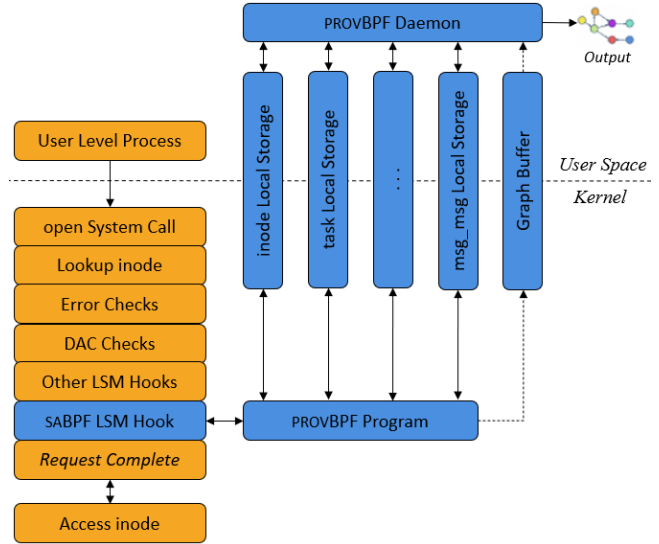 PROVBPF Daemon
Output
User Level Process
inode Local Storage
task Local Storage
...
msg_msg Local Storage
Graph Buffer
User Space
Kernel
open System Call
Lookup inode
Error Checks
DAC Checks
Other LSM Hooks
SABPF LSM Hook
PROVBPF Program
Request Complete
Access inode